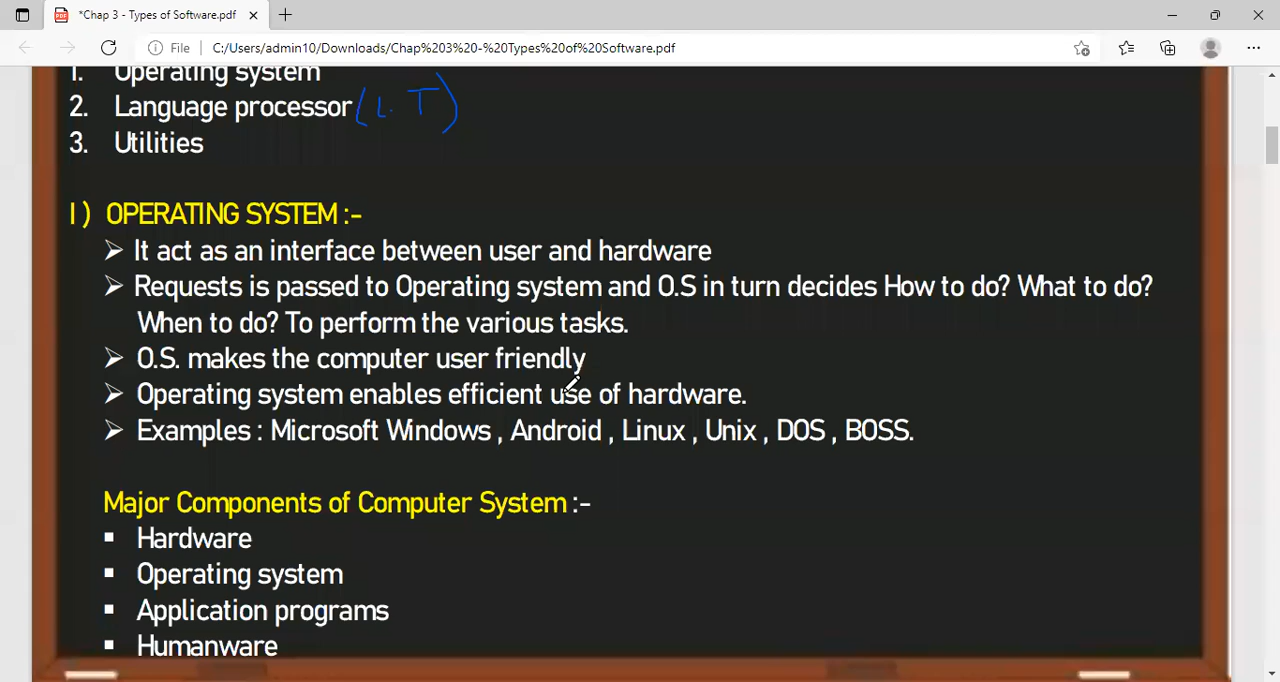 *Chap 3 - Types of Software.pdf
File C:/Users/admin10/Downloads/Chap%203%20-%20Types%20of%20Software.pdf
1. Operating system
2. Language processor (L.T)
3. Utilities
I ) OPERATING SYSTEM :-
➢ It act as an interface between user and hardware
➢ Requests is passed to Operating system and O.S in turn decides How to do? What to do?
When to do? To perform the various tasks.
➢ O.S. makes the computer user friendly
➢ Operating system enables efficient use of hardware.
➢ Examples : Microsoft Windows , Android , Linux , Unix , DOS , BOSS.
Major Components of Computer System :-
▪ Hardware
▪ Operating system
▪ Application programs
▪ Humanware